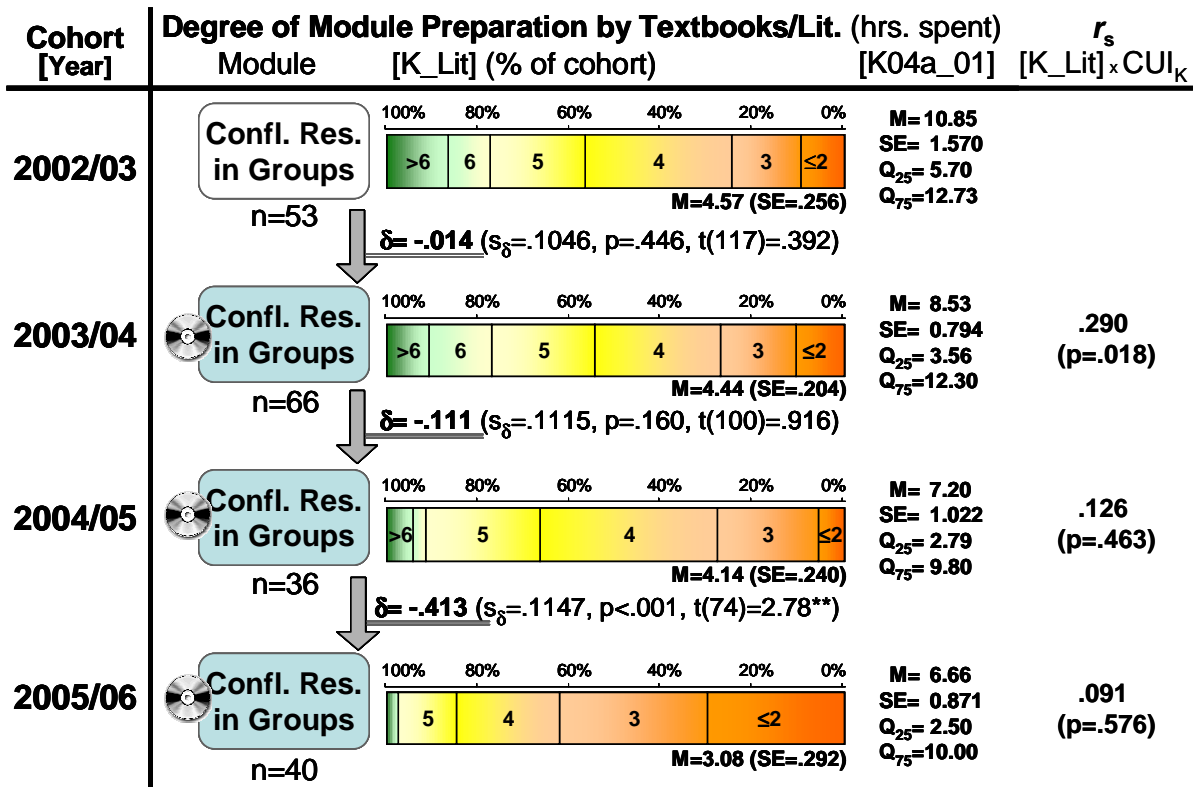 Cohort
[Year]
Degree of Module Preparation by Textbooks/Lit. (hrs. spent)
Module [K_Lit] (% of cohort) [K04a_01]
rs
[K_Lit] x CUIK
2002/03
Confl. Res.
in Groups
n=53
100% 80% 60% 40% 20% 0%
>6 6 5 4 3 ≤2
M=4.57 (SE=.256)
M= 10.85
SE= 1.570
Q25= 5.70
Q75= 12.73
δ= -.014 (sδ=.1046, p=.446, t(117)=.392)
2003/04
Confl. Res.
in Groups
n=66
100% 80% 60% 40% 20% 0%
>6 6 5 4 3 ≤2
M=4.44 (SE=.204)
M= 8.53
SE= 0.794
Q25= 3.56
Q75= 12.30
.290
(p=.018)
δ= -.111 (sδ=.1115, p=.160, t(100)=.916)
2004/05
Confl. Res.
in Groups
n=36
100% 80% 60% 40% 20% 0%
>6 5 4 3 ≤2
M=4.14 (SE=.240)
M= 7.20
SE= 1.022
Q25= 2.79
Q75= 9.80
.126
(p=.463)
δ= -.413 (sδ=.1147, p<.001, t(74)=2.78**)
2005/06
Confl. Res.
in Groups
n=40
100% 80% 60% 40% 20% 0%
5 4 3 ≤2
M=3.08 (SE=.292)
M= 6.66
SE= 0.871
Q25= 2.50
Q75= 10.00
.091
(p=.576)